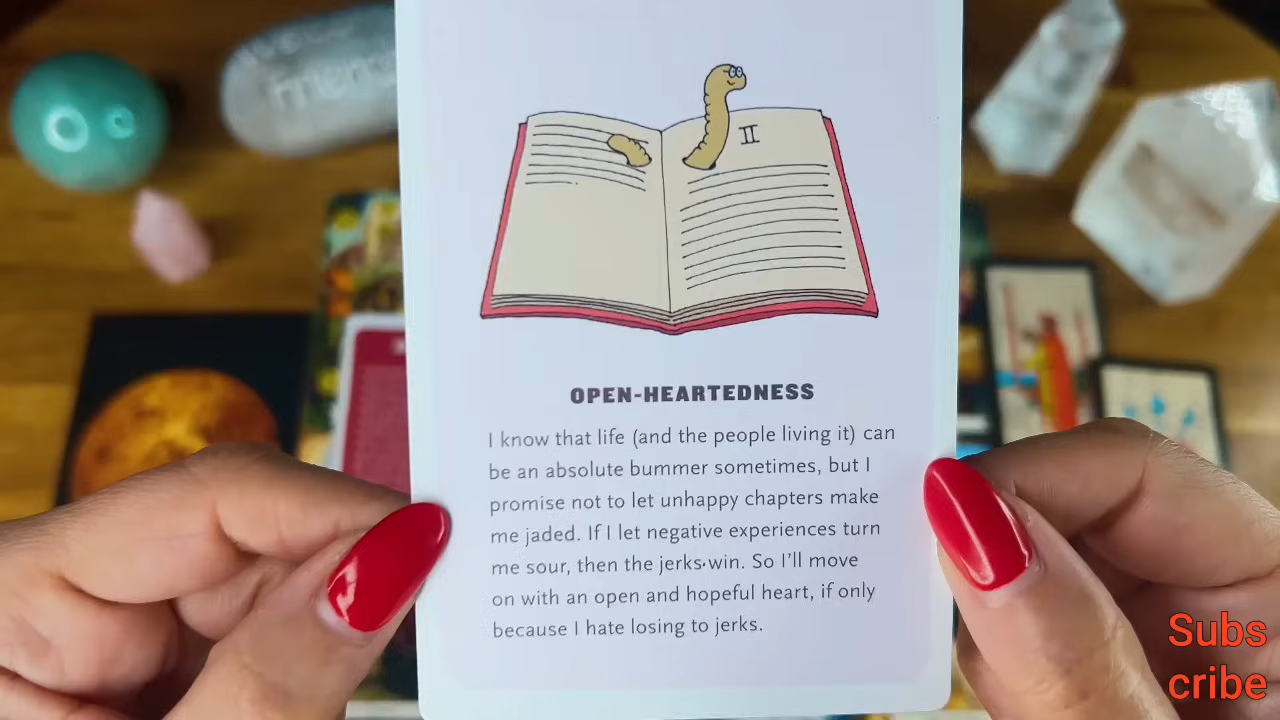 friend
II
OPEN-HEARTEDNESS
I know that life (and the people living it) can
be an absolute bummer sometimes, but I
promise not to let unhappy chapters make
me jaded. If I let negative experiences turn
me sour, then the jerks win. So I'll move
on with an open and hopeful heart, if only
because I hate losing to jerks.
Subs
cribe